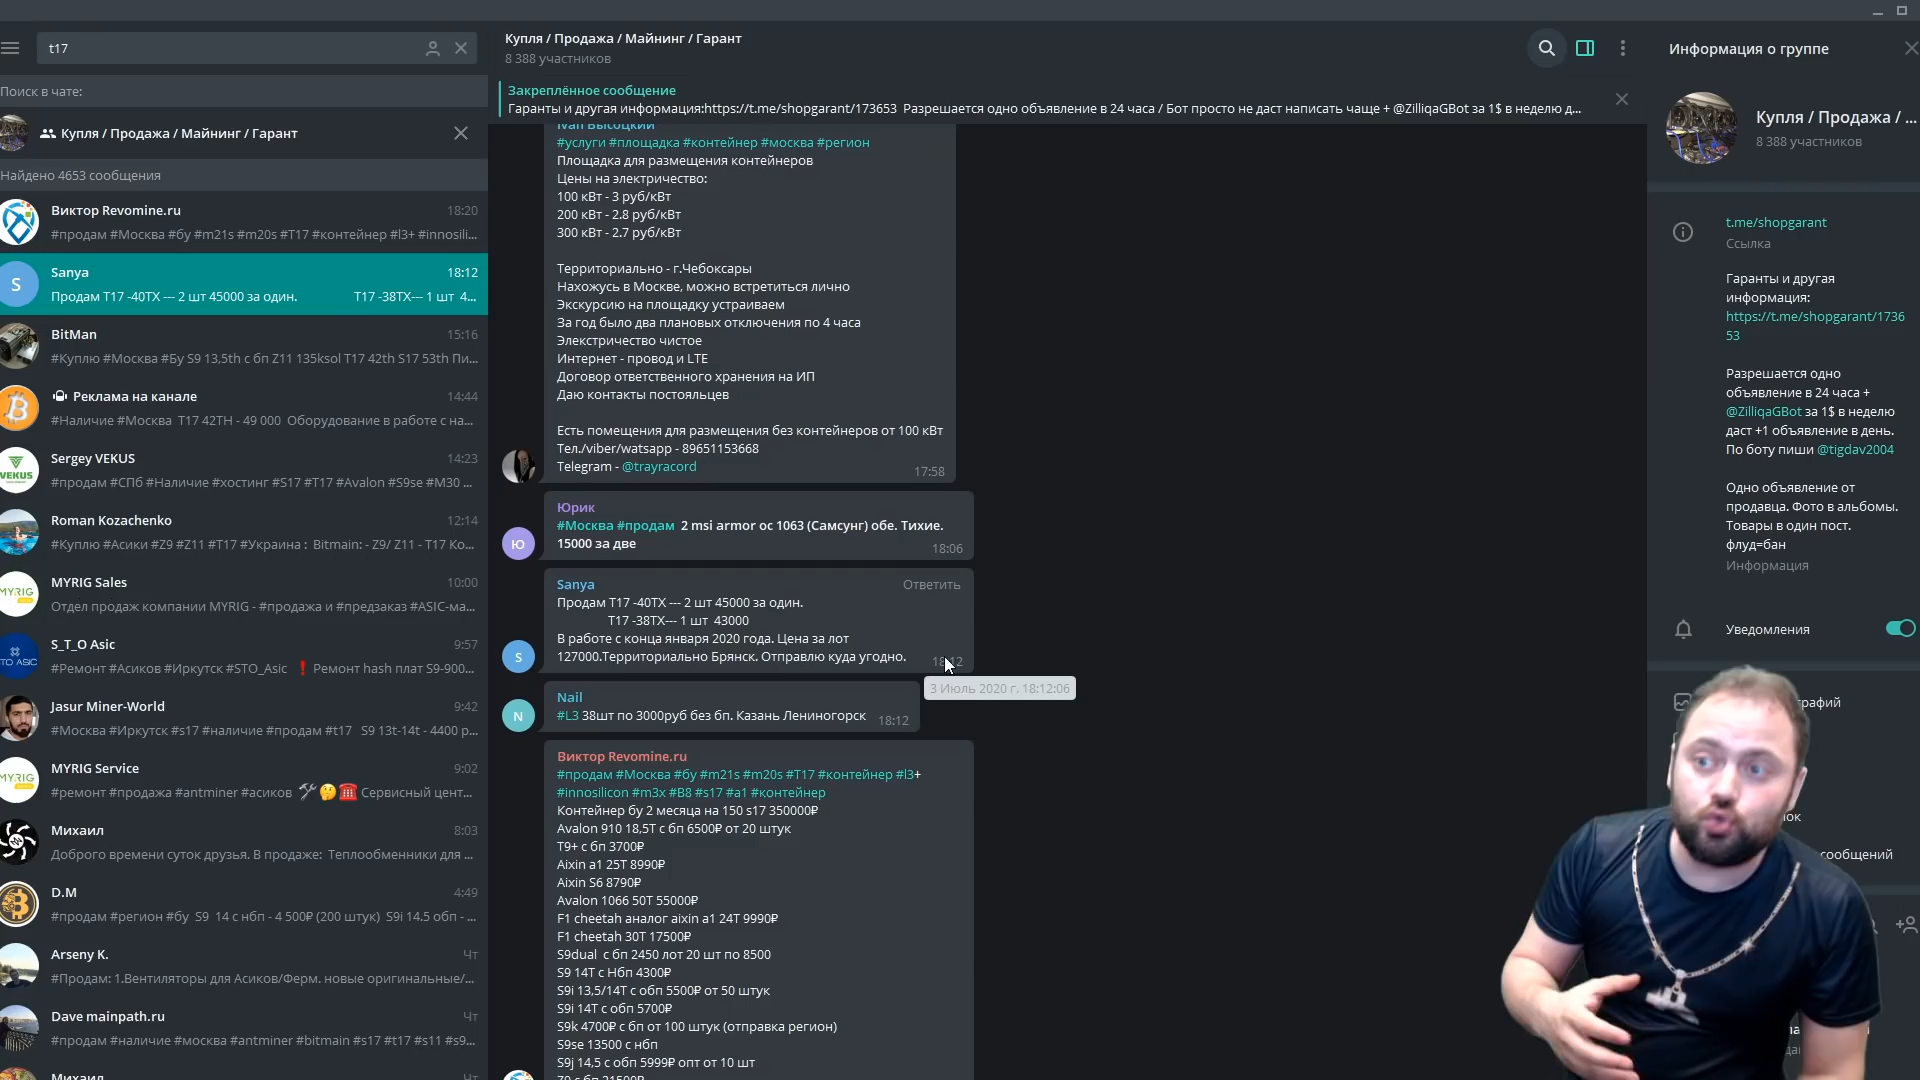 t17
Поиск в чате:
Купля / Продажа / Майнинг / Гарант
Найдено 4653 сообщения
Виктор Revomine.ru 18:20
#продам #Москва #бу #m21s #m20s #T17 #контейнер #l3+ #innosili...
Sanya 18:12
Продам Т17 -40ТХ --- 2 шт 45000 за один. Т17 -38ТХ--- 1 шт 4...
BitMan 15:16
#Куплю #Москва #Бу S9 13,5th с бп Z11 135ksol T17 42th S17 53th Пи...
Реклама на канале 14:44
#Наличие #Москва T17 42TH - 49 000 Оборудование в работе с на...
Sergey VEKUS 14:23
#продам #СПб #Наличие #хостинг #S17 #T17 #Avalon #S9se #M30 ...
Roman Kozachenko 12:14
#Куплю #Асики #Z9 #Z11 #T17 #Украина : Bitmain: - Z9/ Z11 - T17 Ко...
MYRIG Sales 10:00
Отдел продаж компании MYRIG - #продажа и #предзаказ #ASIC-ма...
S_T_O Asic 9:57
#Ремонт #Асиков #Иркутск #STO_Asic ❗ Ремонт hash плат S9-900...
Jasur Miner-World 9:42
#Москва #Иркутск #s17 #наличие #продам #t17 S9 13t-14t - 4400 р...
MYRIG Service 9:02
#ремонт #продажа #antminer #асиков 🛠🤔☎️ Сервисный цент...
Михаил 8:03
Доброго времени суток друзья. В продаже: Теплообменники для ...
D.M 4:49
#продам #регион #бу S9 14 с нбп - 4 500₽ (200 штук) S9i 14.5 обп - ...
Arseny K. Чт
#Продам: 1.Вентиляторы для Асиков/Ферм. новые оригинальные/...
Dave mainpath.ru Чт
#продам #наличие #москва #antminer #bitmain #s17 #t17 #s11 #s9...
Михаил Чт
Купля / Продажа / Майнинг / Гарант
8 388 участников
Закреплённое сообщение
Гаранты и другая информация:https://t.me/shopgarant/173653 Разрешается одно объявление в 24 часа / Бот просто не даст написать чаще + @ZilliqaGBot за 1$ в неделю д...
Ivan Высоцкий
#услуги #площадка #контейнер #москва #регион
Площадка для размещения контейнеров
Цены на электричество:
100 кВт - 3 руб/кВт
200 кВт - 2.8 руб/кВт
300 кВт - 2.7 руб/кВт
Территориально - г.Чебоксары
Нахожусь в Москве, можно встретиться лично
Экскурсию на площадку устраиваем
За год было два плановых отключения по 4 часа
Элекстричество чистое
Интернет - провод и LTE
Договор ответственного хранения на ИП
Даю контакты постояльцев
Есть помещения для размещения без контейнеров от 100 кВт
Тел./viber/watsapp - 89651153668
Telegram - @trayracord 17:58
Юрик
#Москва #продам 2 msi armor oc 1063 (Самсунг) обе. Тихие.
15000 за две 18:06
Sanya Ответить
Продам Т17 -40ТХ --- 2 шт 45000 за один.
Т17 -38ТХ--- 1 шт 43000
В работе с конца января 2020 года. Цена за лот
127000.Территориально Брянск. Отправлю куда угодно. 18:12
3 Июль 2020 г. 18:12:06
Nail
#L3 38шт по 3000руб без бп. Казань Лениногорск 18:12
Виктор Revomine.ru
#продам #Москва #бу #m21s #m20s #T17 #контейнер #l3+
#innosilicon #m3x #B8 #s17 #a1 #контейнер
Контейнер бу 2 месяца на 150 s17 350000₽
Avalon 910 18,5T с бп 6500₽ от 20 штук
T9+ с бп 3700₽
Aixin a1 25T 8990₽
Aixin S6 8790₽
Avalon 1066 50T 55000₽
F1 cheetah аналог aixin a1 24T 9990₽
F1 cheetah 30T 17500₽
S9dual с бп 2450 лот 20 шт по 8500
S9 14T с Нбп 4300₽
S9i 13,5/14T с обп 5500₽ от 50 штук
S9i 14T с обп 5700₽
S9k 4700₽ с бп от 100 штук (отправка регион)
S9se 13500 с нбп
S9j 14,5 с обп 5999₽ опт от 10 шт
Информация о группе
Купля / Продажа / ...
8 388 участников
t.me/shopgarant
Ссылка
Гаранты и другая
информация:
https://t.me/shopgarant/1736
53
Разрешается одно
объявление в 24 часа +
@ZilliqaGBot за 1$ в неделю
даст +1 объявление в день.
По боту пиши @tigdav2004
Одно объявление от
продавца. Фото в альбомы.
Товары в один пост.
флуд=бан
Информация
Уведомления
сообщений